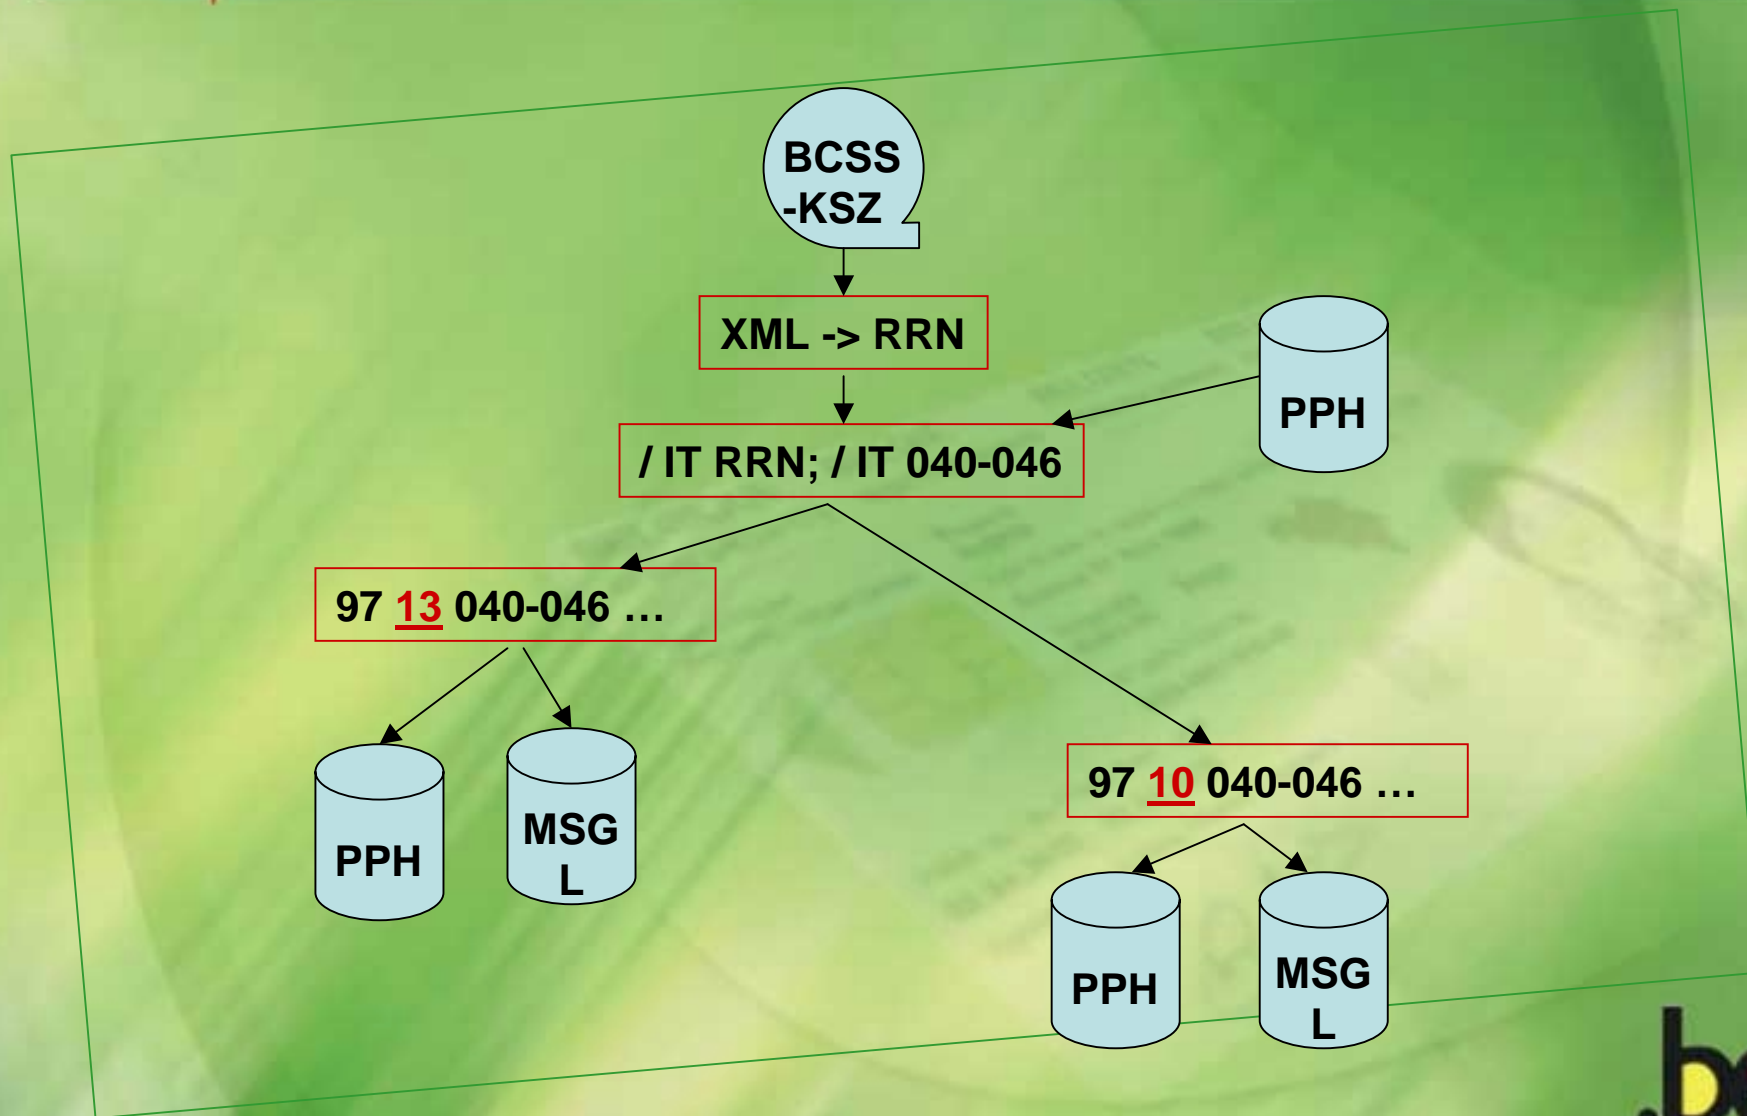 BCSS
-KSZ
XML -> RRN
PPH
/ IT RRN; / IT 040-046
97 13 040-046 …
PPH
MSG
L
97 10 040-046 …
PPH
MSG
L